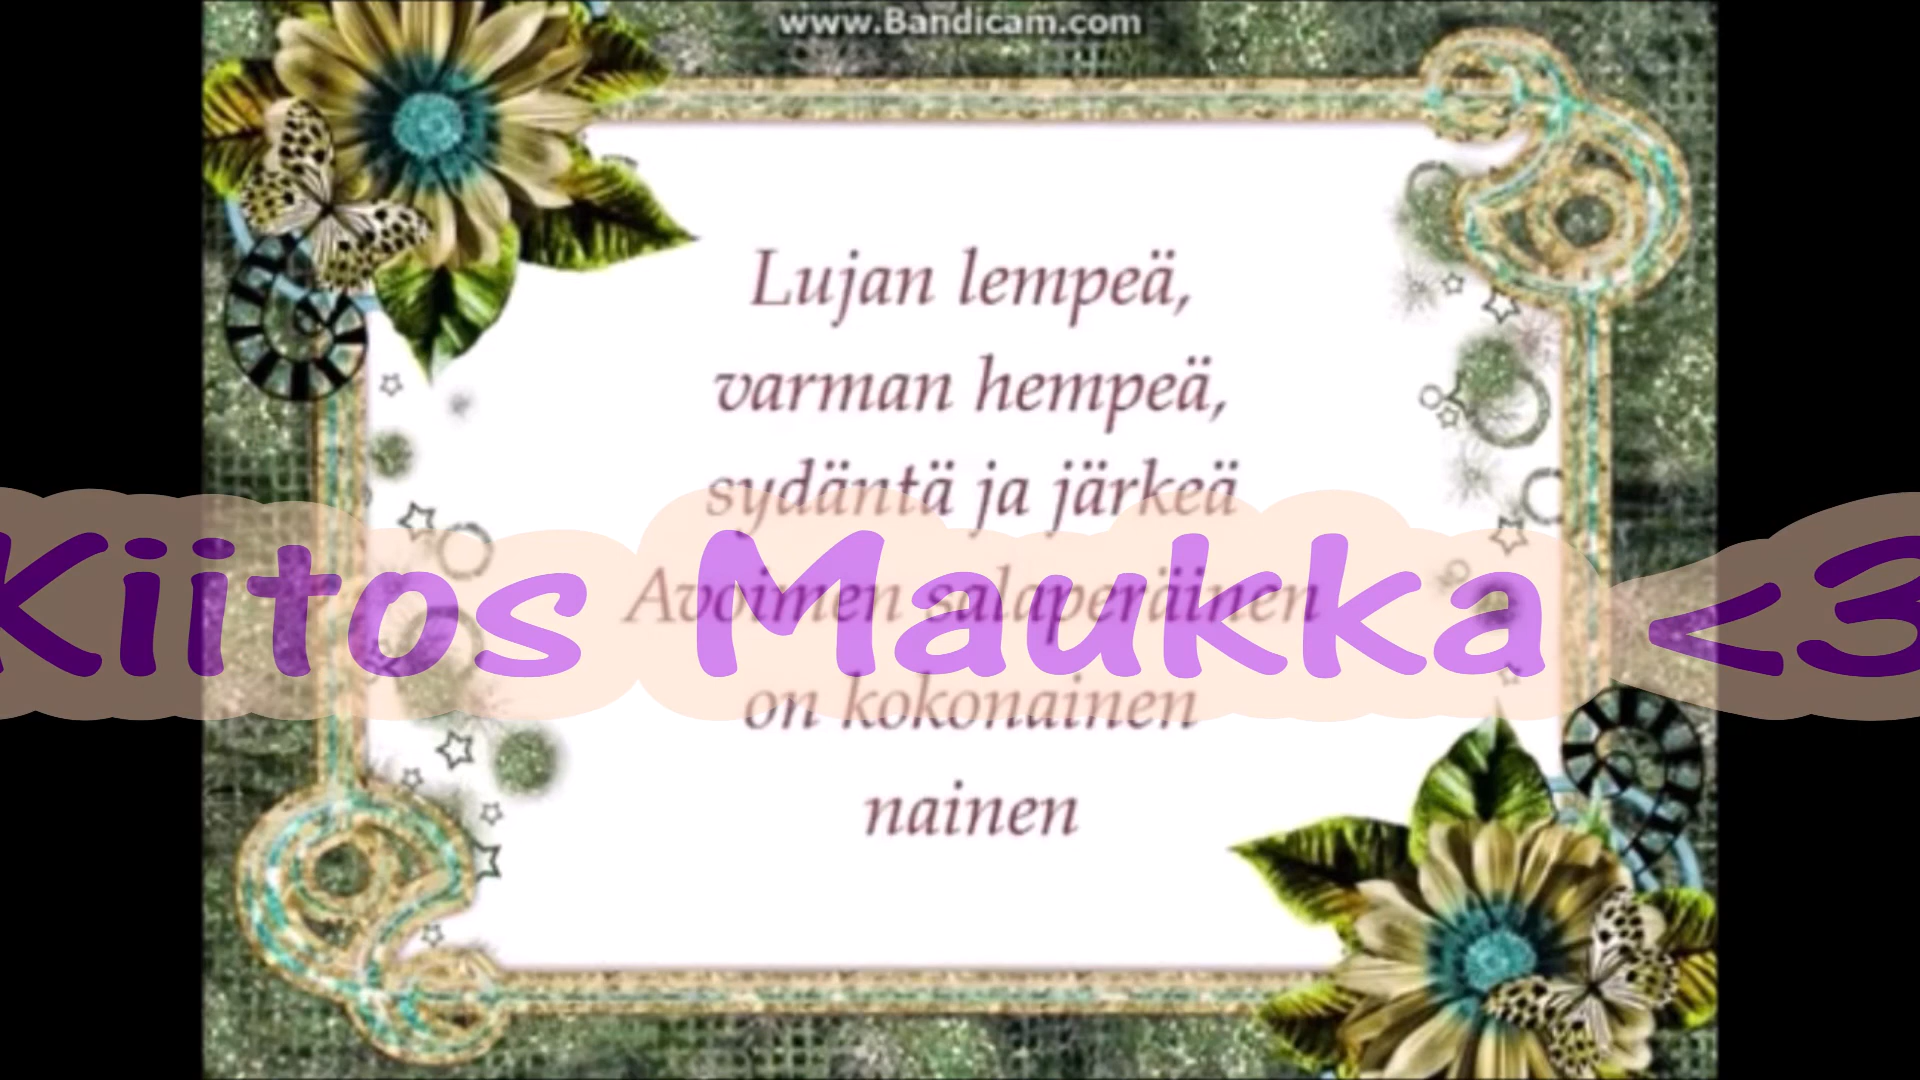 www.Bandicam.com
Lujan lempeä,
varman hempeä,
sydäntä ja järkeä
Avoimen salaperäinen
Kiitos Maukka <3
on kokonainen
nainen